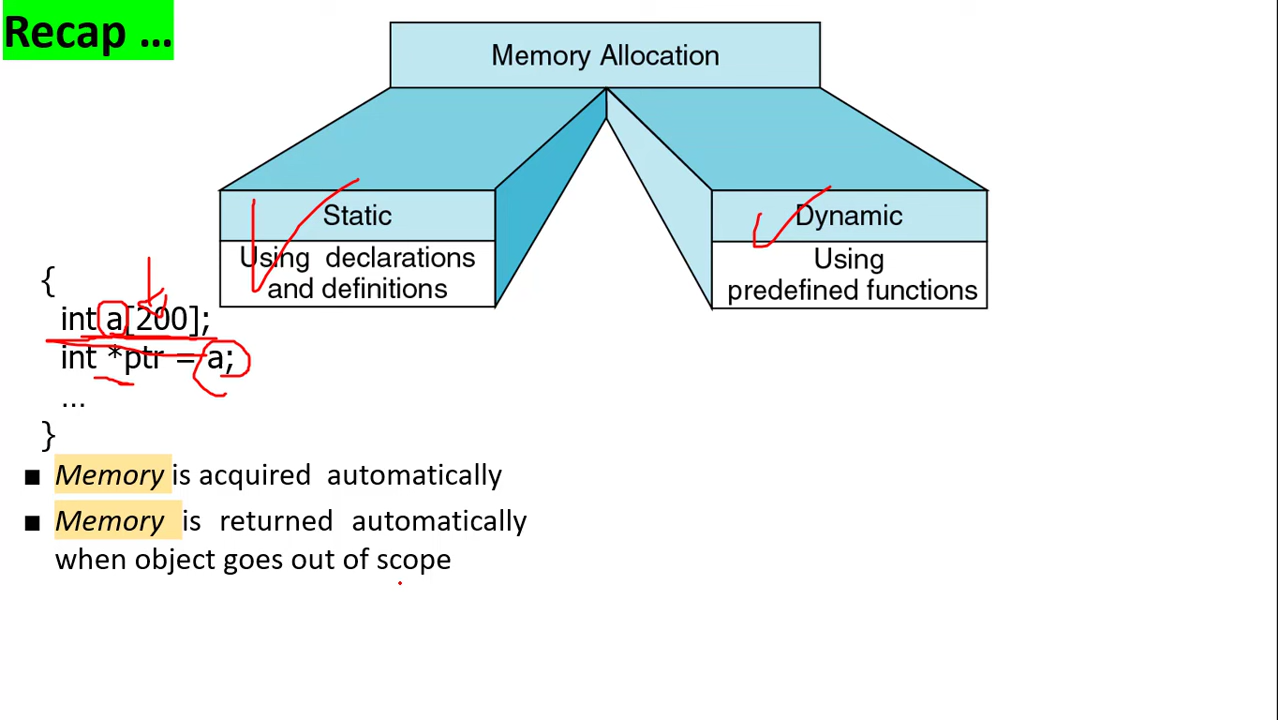 Recap ...
Memory Allocation
Static
Using declarations
and definitions
Dynamic
Using
predefined functions
{
int a[200];
int *ptr = a;
...
}
■ Memory is acquired automatically
■ Memory is returned automatically
when object goes out of scope